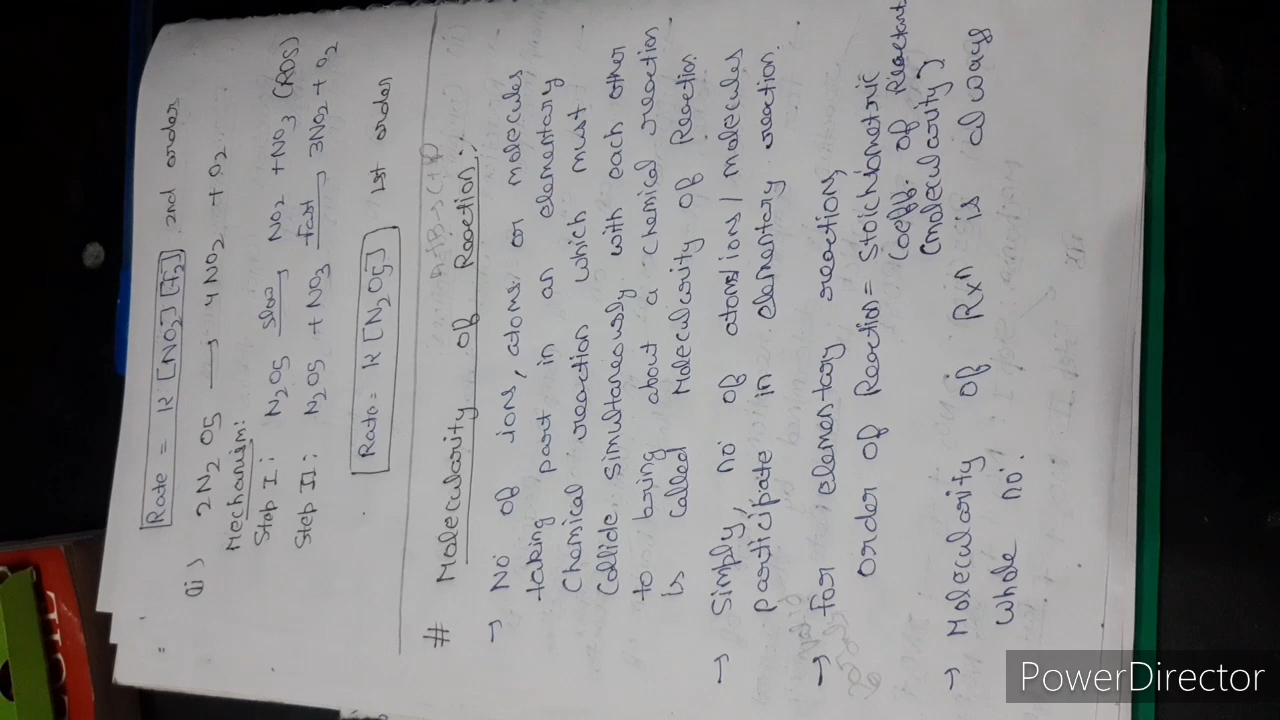 Rate = K [NO2] [F2] 2nd order
(ii) 2N2O5 → 4NO2 + O2
Mechanism:
Step I: N2O5 slow→ NO2 + NO3 (RDS)
Step II: N2O5 + NO3 fast→ 3NO2 + O2
Rate = K [N2O5] 1st order
# Molecularity of Reaction:
→ No of ions, atoms or molecules
taking part in an elementary
Chemical reaction which must
Collide simultaneously with each other
to bring about a chemical reaction
is called Molecularity of Reaction.
→ Simply, no of atoms/ions/molecules
participate in elementary reaction.
→ for elementary reactions,
Order of Reaction = Stoichiometric
Coeff. of Reactant
(molecularity)
→ Molecularity of Rxn is always
whole no.
OIL
PowerDirector